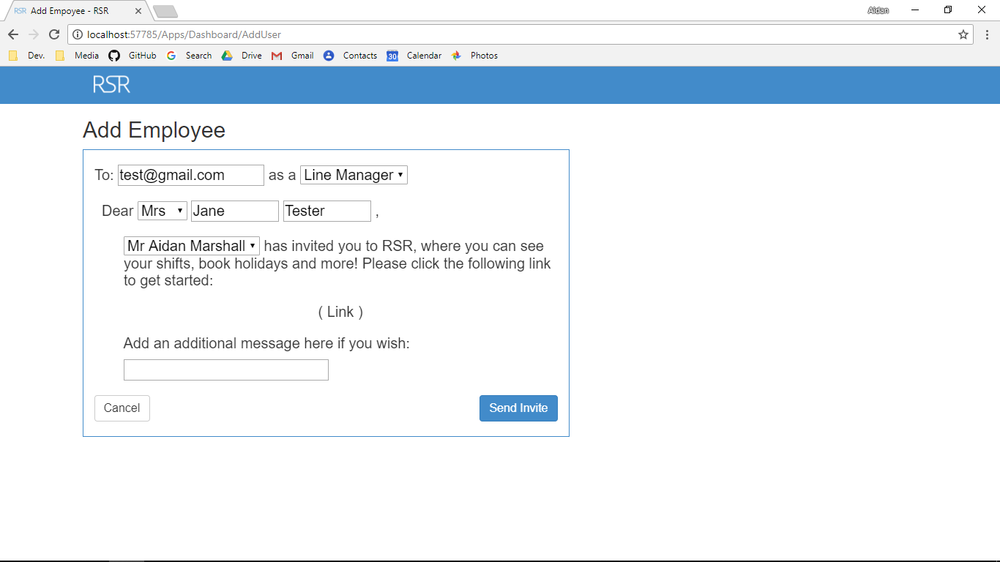 RSR Add Empoyee - RSR
Aidan
localhost:57785/Apps/Dashboard/AddUser
Dev. Media GitHub G Search Drive M Gmail Contacts 30 Calendar Photos
RSR
Add Employee
To: test@gmail.com as a Line Manager
Dear Mrs Jane Tester ,
Mr Aidan Marshall has invited you to RSR, where you can see
your shifts, book holidays and more! Please click the following link
to get started:
( Link )
Add an additional message here if you wish:
Cancel Send Invite